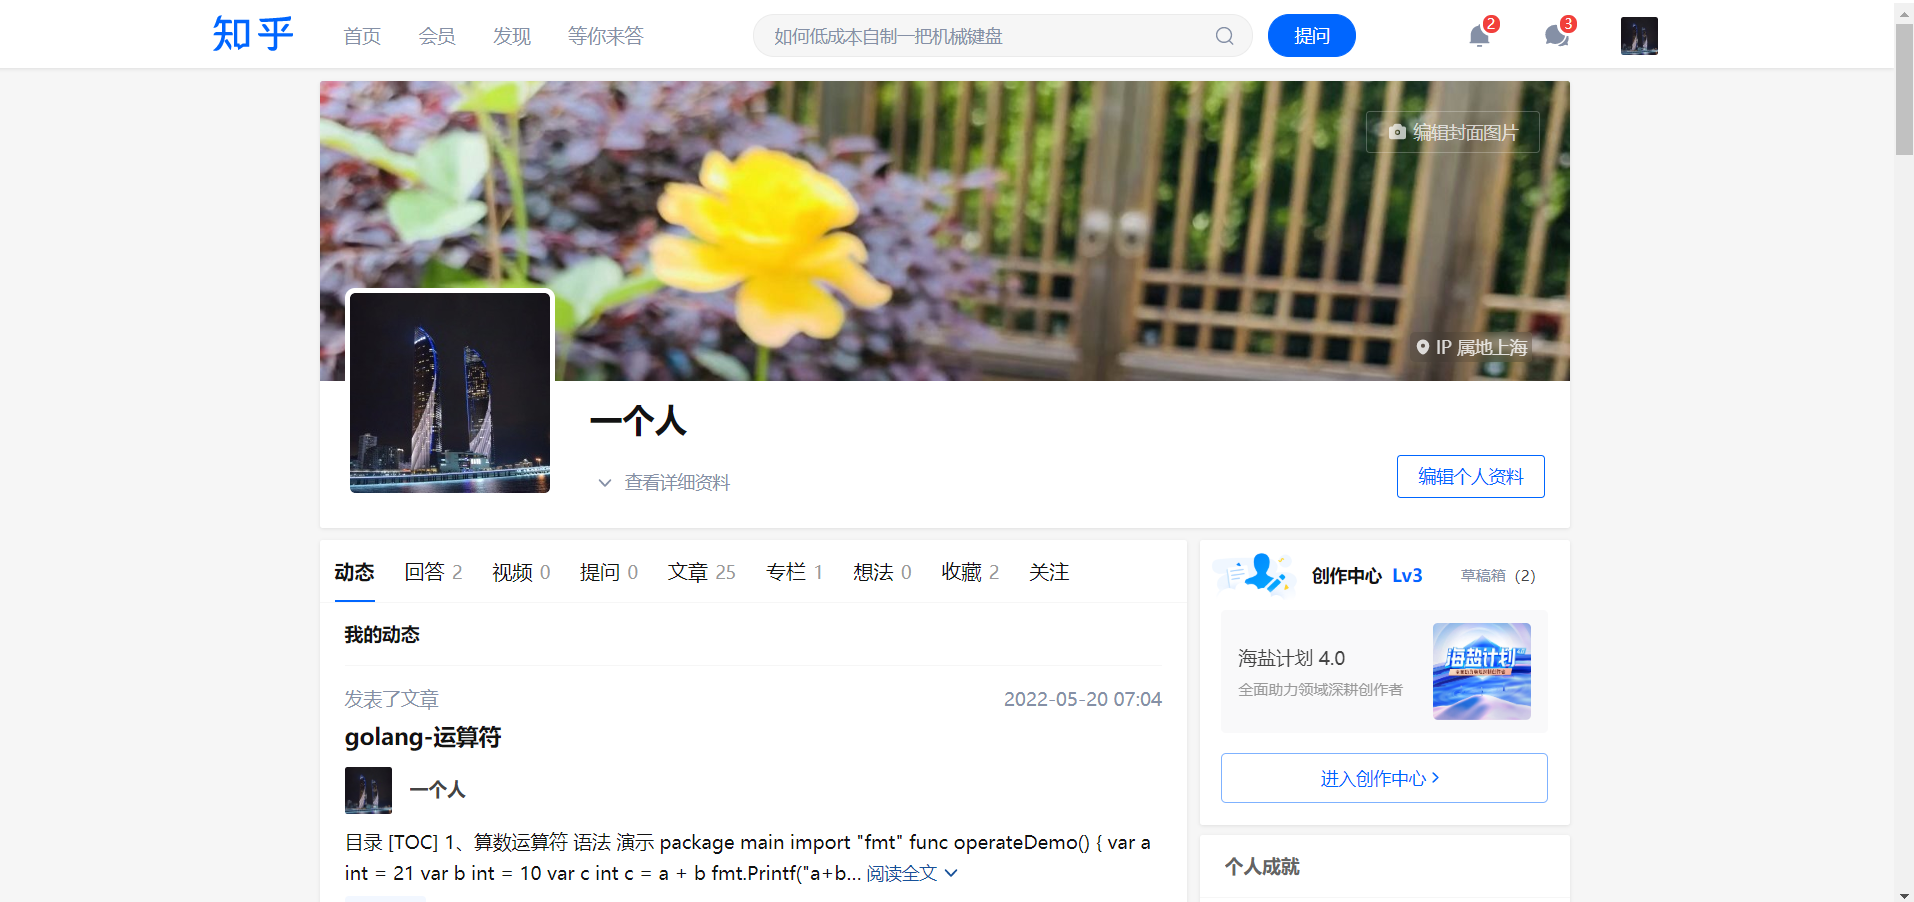 知乎 首页 会员 发现 等你来答 如何低成本自制一把机械键盘 提问 2 3
编辑封面图片
IP 属地上海
一个人
查看详细资料
编辑个人资料
动态 回答 2 视频 0 提问 0 文章 25 专栏 1 想法 0 收藏 2 关注
我的动态
发表了文章 2022-05-20 07:04
golang-运算符
一个人
目录 [TOC] 1、算数运算符 语法 演示 package main import "fmt" func operateDemo() { var a
int = 21 var b int = 10 var c int c = a + b fmt.Printf("a+b... 阅读全文
创作中心 Lv3 草稿箱 (2)
海盐计划 4.0
全面助力领域深耕创作者
海盐计划
进入创作中心
个人成就